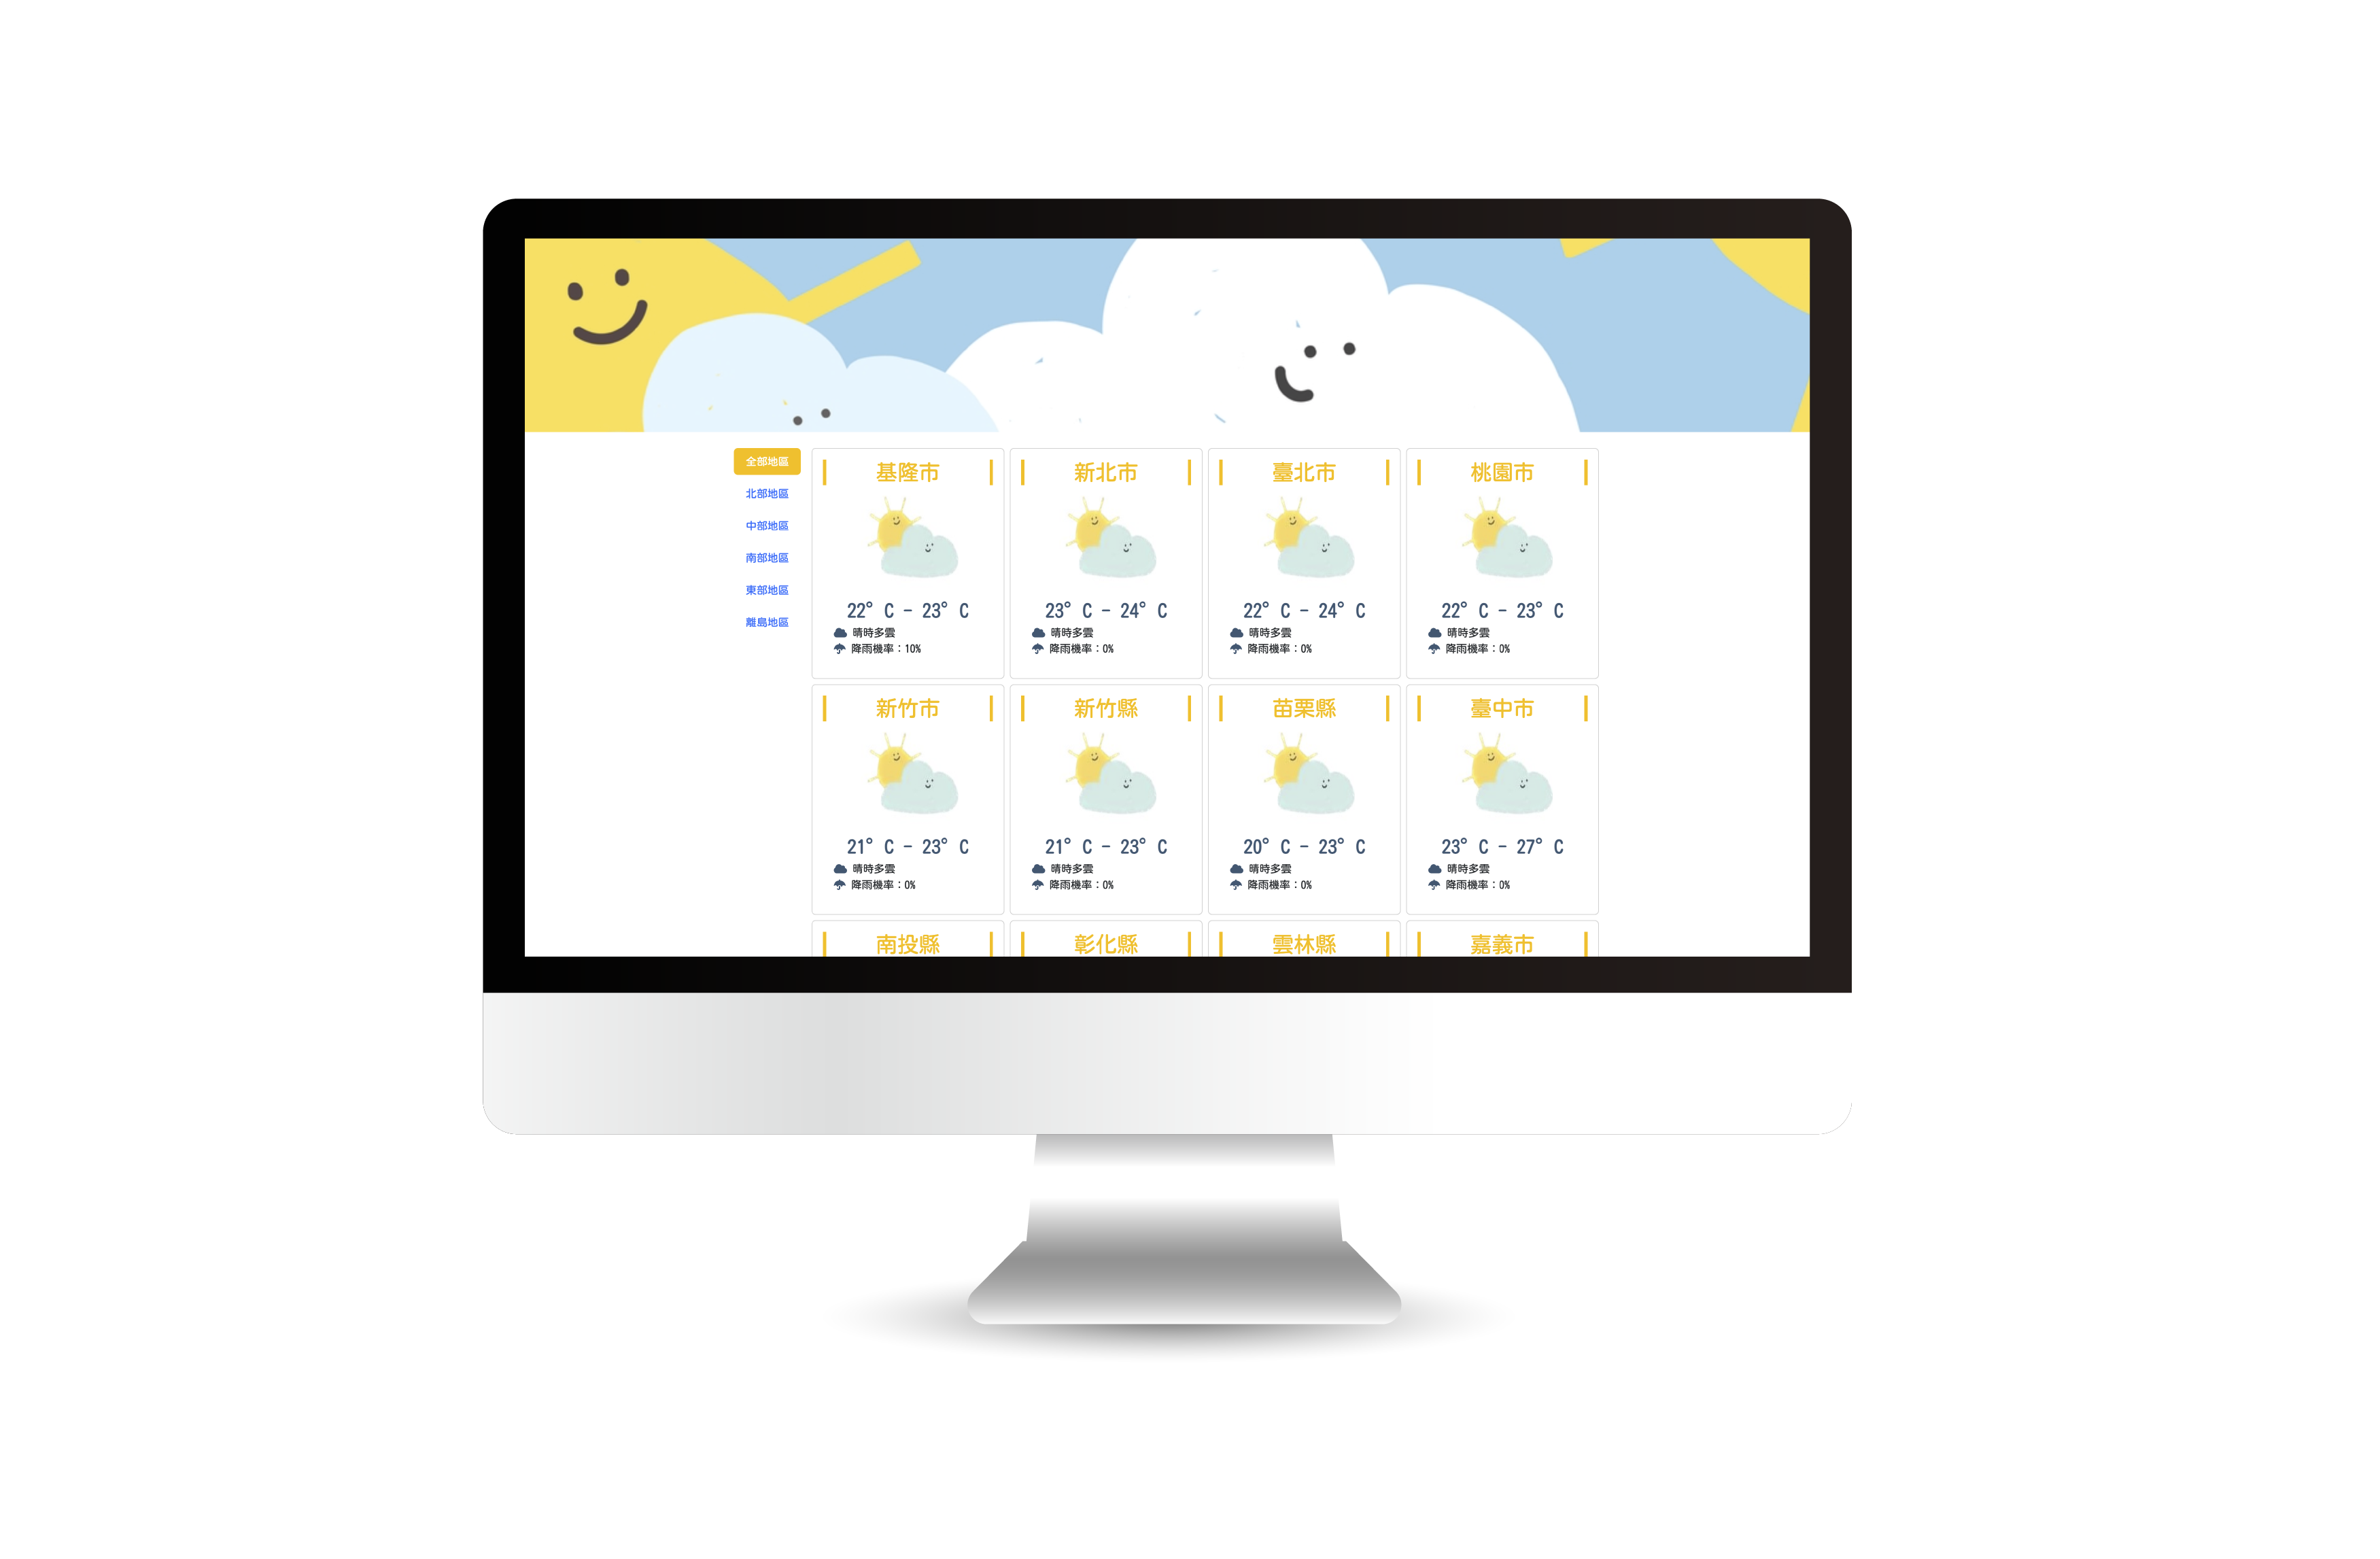 全部地區
北部地區
中部地區
南部地區
東部地區
離島地區
基隆市
22° C - 23° C
晴時多雲
降雨機率：10%
新北市
23° C - 24° C
晴時多雲
降雨機率：0%
臺北市
22° C - 24° C
晴時多雲
降雨機率：0%
桃園市
22° C - 23° C
晴時多雲
降雨機率：0%
新竹市
21° C - 23° C
晴時多雲
降雨機率：0%
新竹縣
21° C - 23° C
晴時多雲
降雨機率：0%
苗栗縣
20° C - 23° C
晴時多雲
降雨機率：0%
臺中市
23° C - 27° C
晴時多雲
降雨機率：0%
南投縣
彰化縣
雲林縣
嘉義市